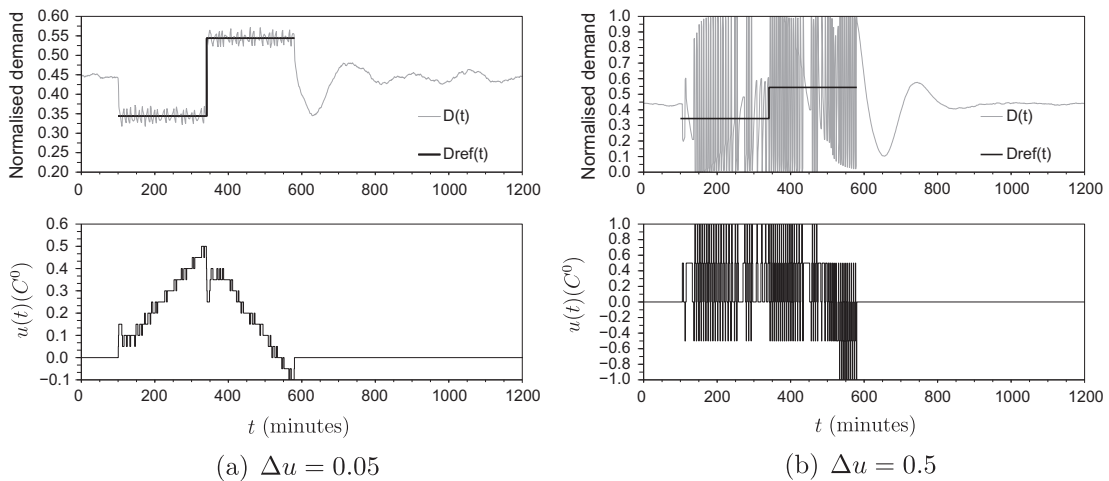 Normalised demand
0.60
0.55
0.50
0.45
0.40
0.35
0.30
0.25
0.20
D(t)
Dref(t)
0 200 400 600 800 1000 1200
u(t)(C⁰)
0.6
0.5
0.4
0.3
0.2
0.1
0.0
−0.1
0 200 400 600 800 1000 1200
t (minutes)
(a) Δu = 0.05
Normalised demand
1.0
0.9
0.8
0.7
0.6
0.5
0.4
0.3
0.2
0.1
0.0
D(t)
Dref(t)
0 200 400 600 800 1000 1200
u(t)(C⁰)
1.0
0.8
0.6
0.4
0.2
0.0
−0.2
−0.4
−0.6
−0.8
−1.0
0 200 400 600 800 1000 1200
t (minutes)
(b) Δu = 0.5